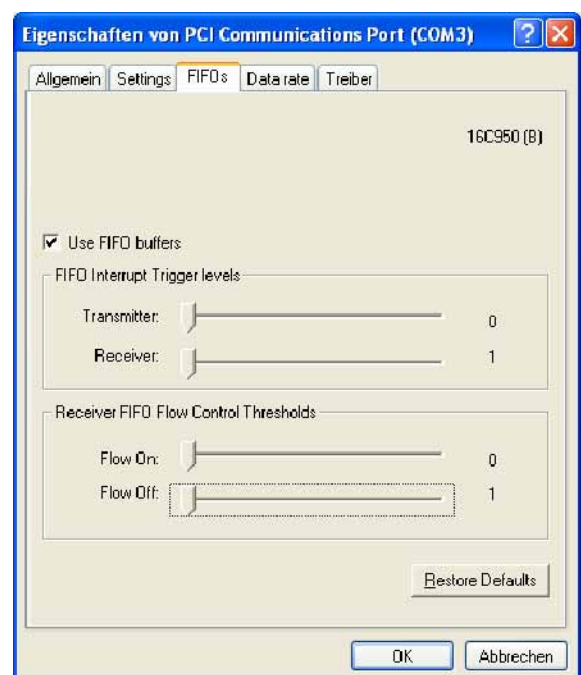 Eigenschaften von PCI Communications Port (COM3)
Allgemein Settings FIFOs Data rate Treiber
16C950 (B)
Use FIFO buffers
FIFO Interrupt Trigger levels
Transmitter: 0
Receiver: 1
Receiver FIFO Flow Control Thresholds
Flow On: 0
Flow Off: 1
Restore Defaults
OK Abbrechen